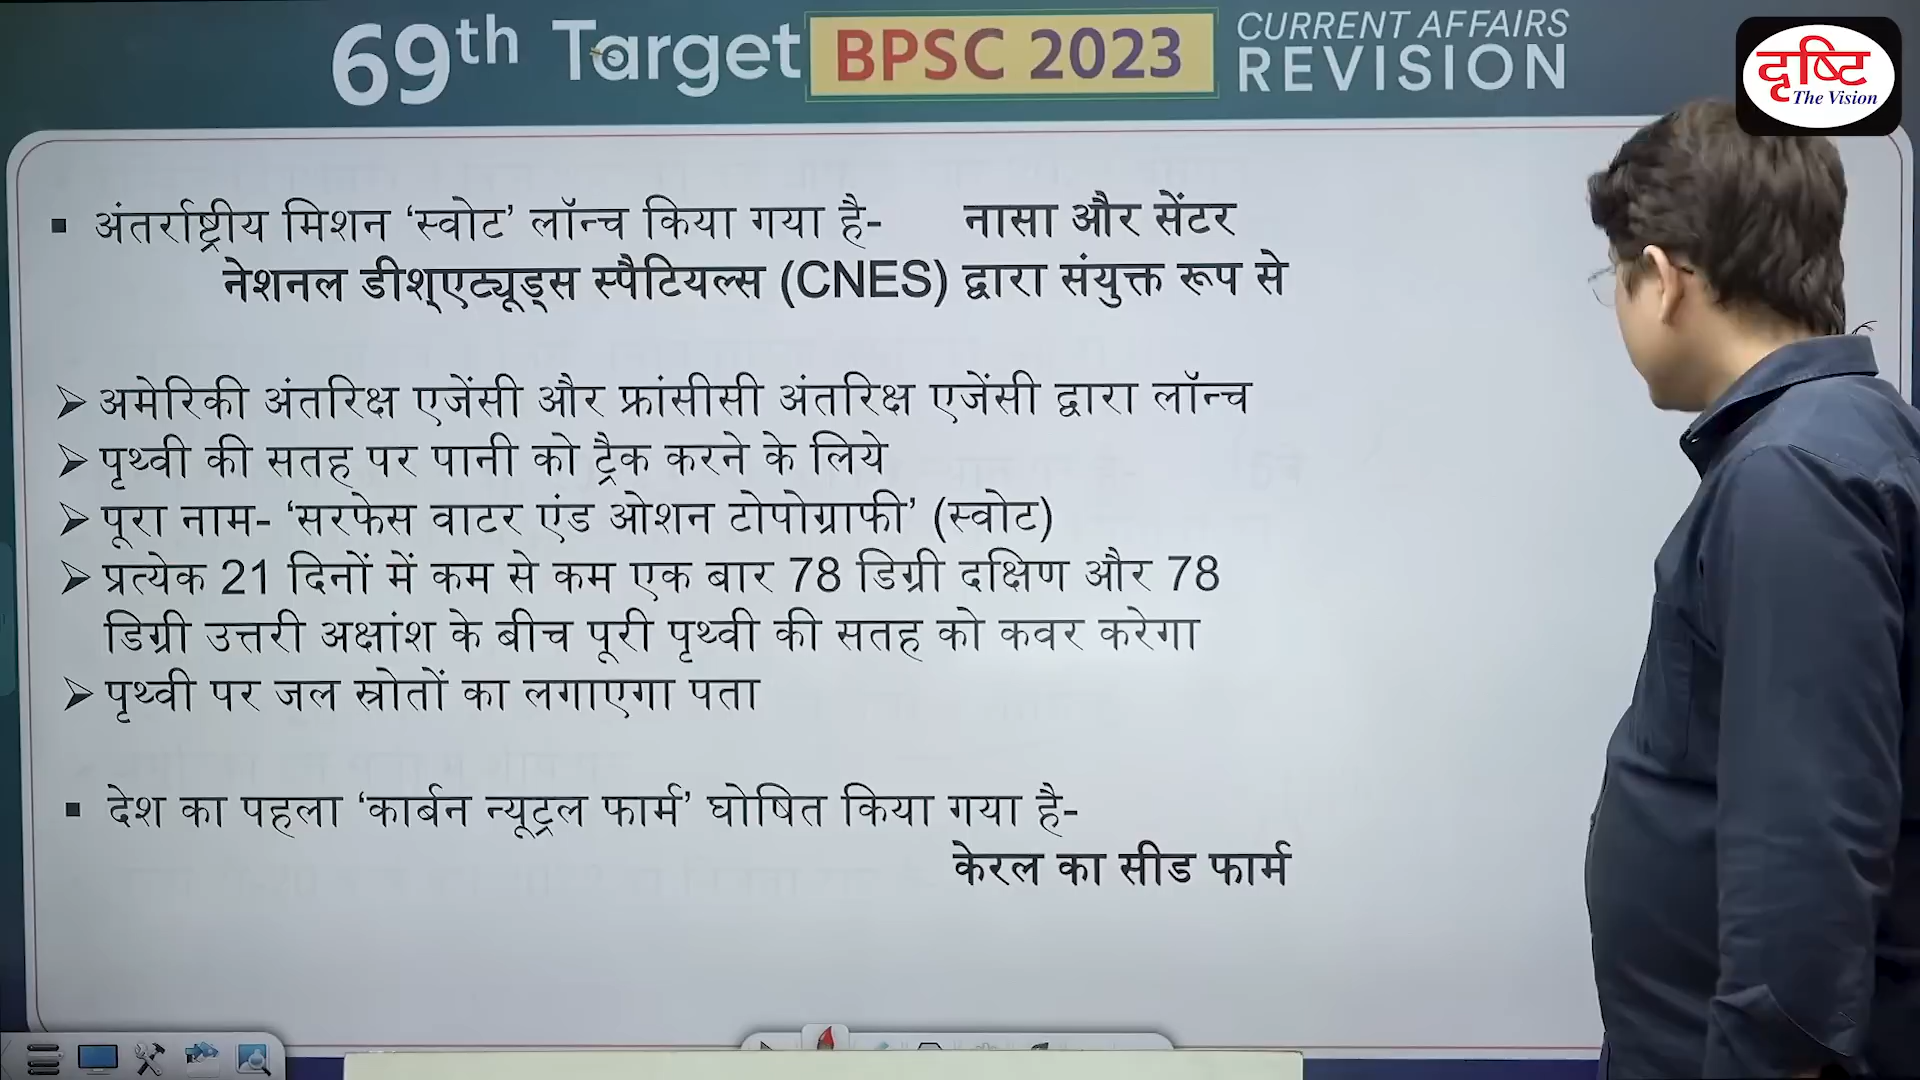 69th Target BPSC 2023 CURRENT AFFAIRS REVISION
दृष्टि
The Vision
▪ अंतर्राष्ट्रीय मिशन ‘स्वोट’ लॉन्च किया गया है- नासा और सेंटर
नेशनल डीश्एट्यूड्स स्पैटियल्स (CNES) द्वारा संयुक्त रूप से
➢ अमेरिकी अंतरिक्ष एजेंसी और फ्रांसीसी अंतरिक्ष एजेंसी द्वारा लॉन्च
➢ पृथ्वी की सतह पर पानी को ट्रैक करने के लिये
➢ पूरा नाम- ‘सरफेस वाटर एंड ओशन टोपोग्राफी’ (स्वोट)
➢ प्रत्येक 21 दिनों में कम से कम एक बार 78 डिग्री दक्षिण और 78
डिग्री उत्तरी अक्षांश के बीच पूरी पृथ्वी की सतह को कवर करेगा
➢ पृथ्वी पर जल स्रोतों का लगाएगा पता
▪ देश का पहला ‘कार्बन न्यूट्रल फार्म’ घोषित किया गया है-
केरल का सीड फार्म